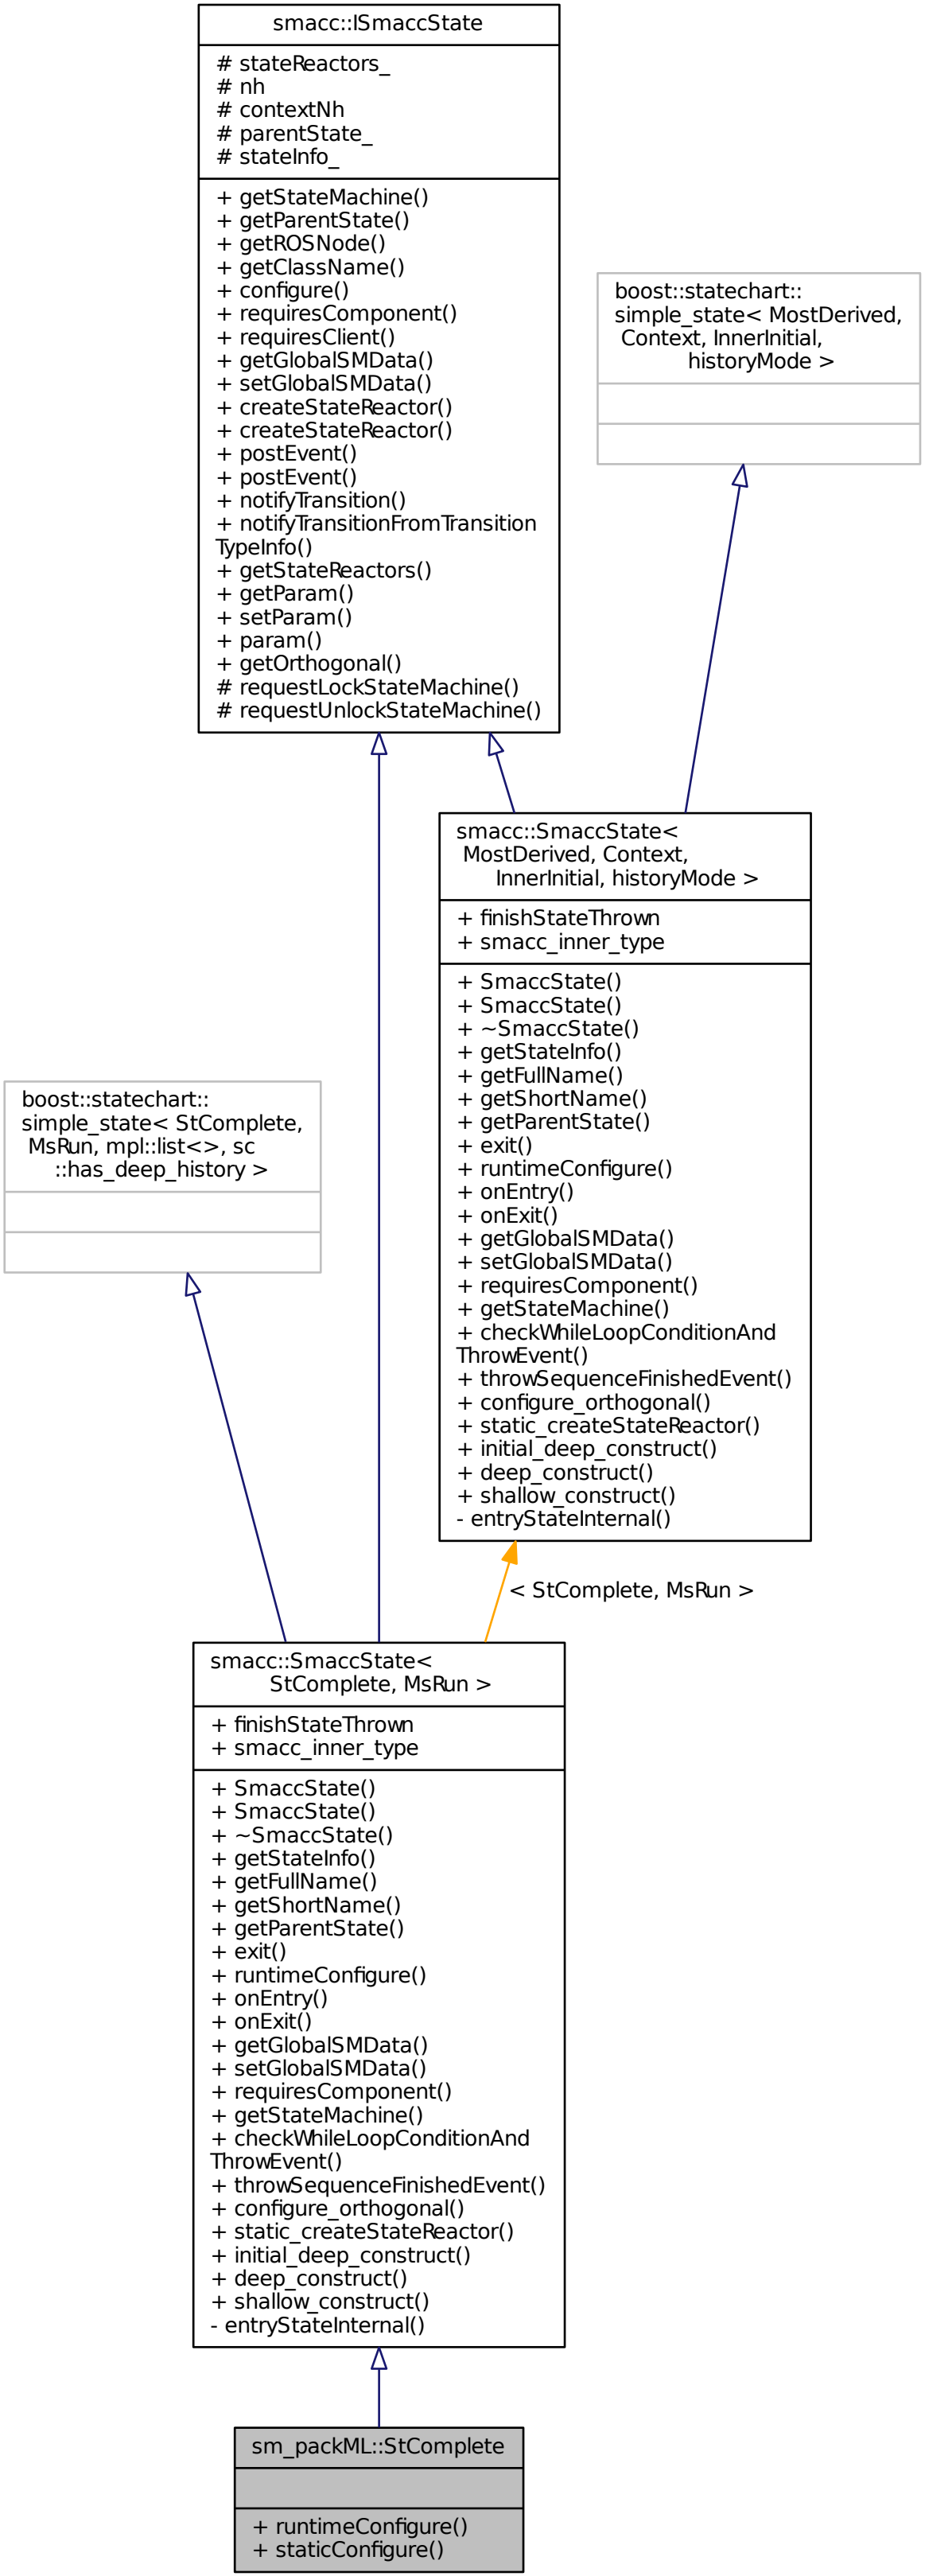 smacc::ISmaccState
# stateReactors_
# nh
# contextNh
# parentState_
# stateInfo_
+ getStateMachine()
+ getParentState()
+ getROSNode()
+ getClassName()
+ configure()
+ requiresComponent()
+ requiresClient()
+ getGlobalSMData()
+ setGlobalSMData()
+ createStateReactor()
+ createStateReactor()
+ postEvent()
+ postEvent()
+ notifyTransition()
+ notifyTransitionFromTransition
TypeInfo()
+ getStateReactors()
+ getParam()
+ setParam()
+ param()
+ getOrthogonal()
# requestLockStateMachine()
# requestUnlockStateMachine()
boost::statechart::
simple_state< MostDerived,
Context, InnerInitial,
historyMode >
smacc::SmaccState<
MostDerived, Context,
InnerInitial, historyMode >
+ finishStateThrown
+ smacc_inner_type
+ SmaccState()
+ SmaccState()
+ ~SmaccState()
+ getStateInfo()
+ getFullName()
+ getShortName()
+ getParentState()
+ exit()
+ runtimeConfigure()
+ onEntry()
+ onExit()
+ getGlobalSMData()
+ setGlobalSMData()
+ requiresComponent()
+ getStateMachine()
+ checkWhileLoopConditionAnd
ThrowEvent()
+ throwSequenceFinishedEvent()
+ configure_orthogonal()
+ static_createStateReactor()
+ initial_deep_construct()
+ deep_construct()
+ shallow_construct()
- entryStateInternal()
boost::statechart::
simple_state< StComplete,
MsRun, mpl::list<>, sc
::has_deep_history >
< StComplete, MsRun >
smacc::SmaccState<
StComplete, MsRun >
+ finishStateThrown
+ smacc_inner_type
+ SmaccState()
+ SmaccState()
+ ~SmaccState()
+ getStateInfo()
+ getFullName()
+ getShortName()
+ getParentState()
+ exit()
+ runtimeConfigure()
+ onEntry()
+ onExit()
+ getGlobalSMData()
+ setGlobalSMData()
+ requiresComponent()
+ getStateMachine()
+ checkWhileLoopConditionAnd
ThrowEvent()
+ throwSequenceFinishedEvent()
+ configure_orthogonal()
+ static_createStateReactor()
+ initial_deep_construct()
+ deep_construct()
+ shallow_construct()
- entryStateInternal()
sm_packML::StComplete
+ runtimeConfigure()
+ staticConfigure()